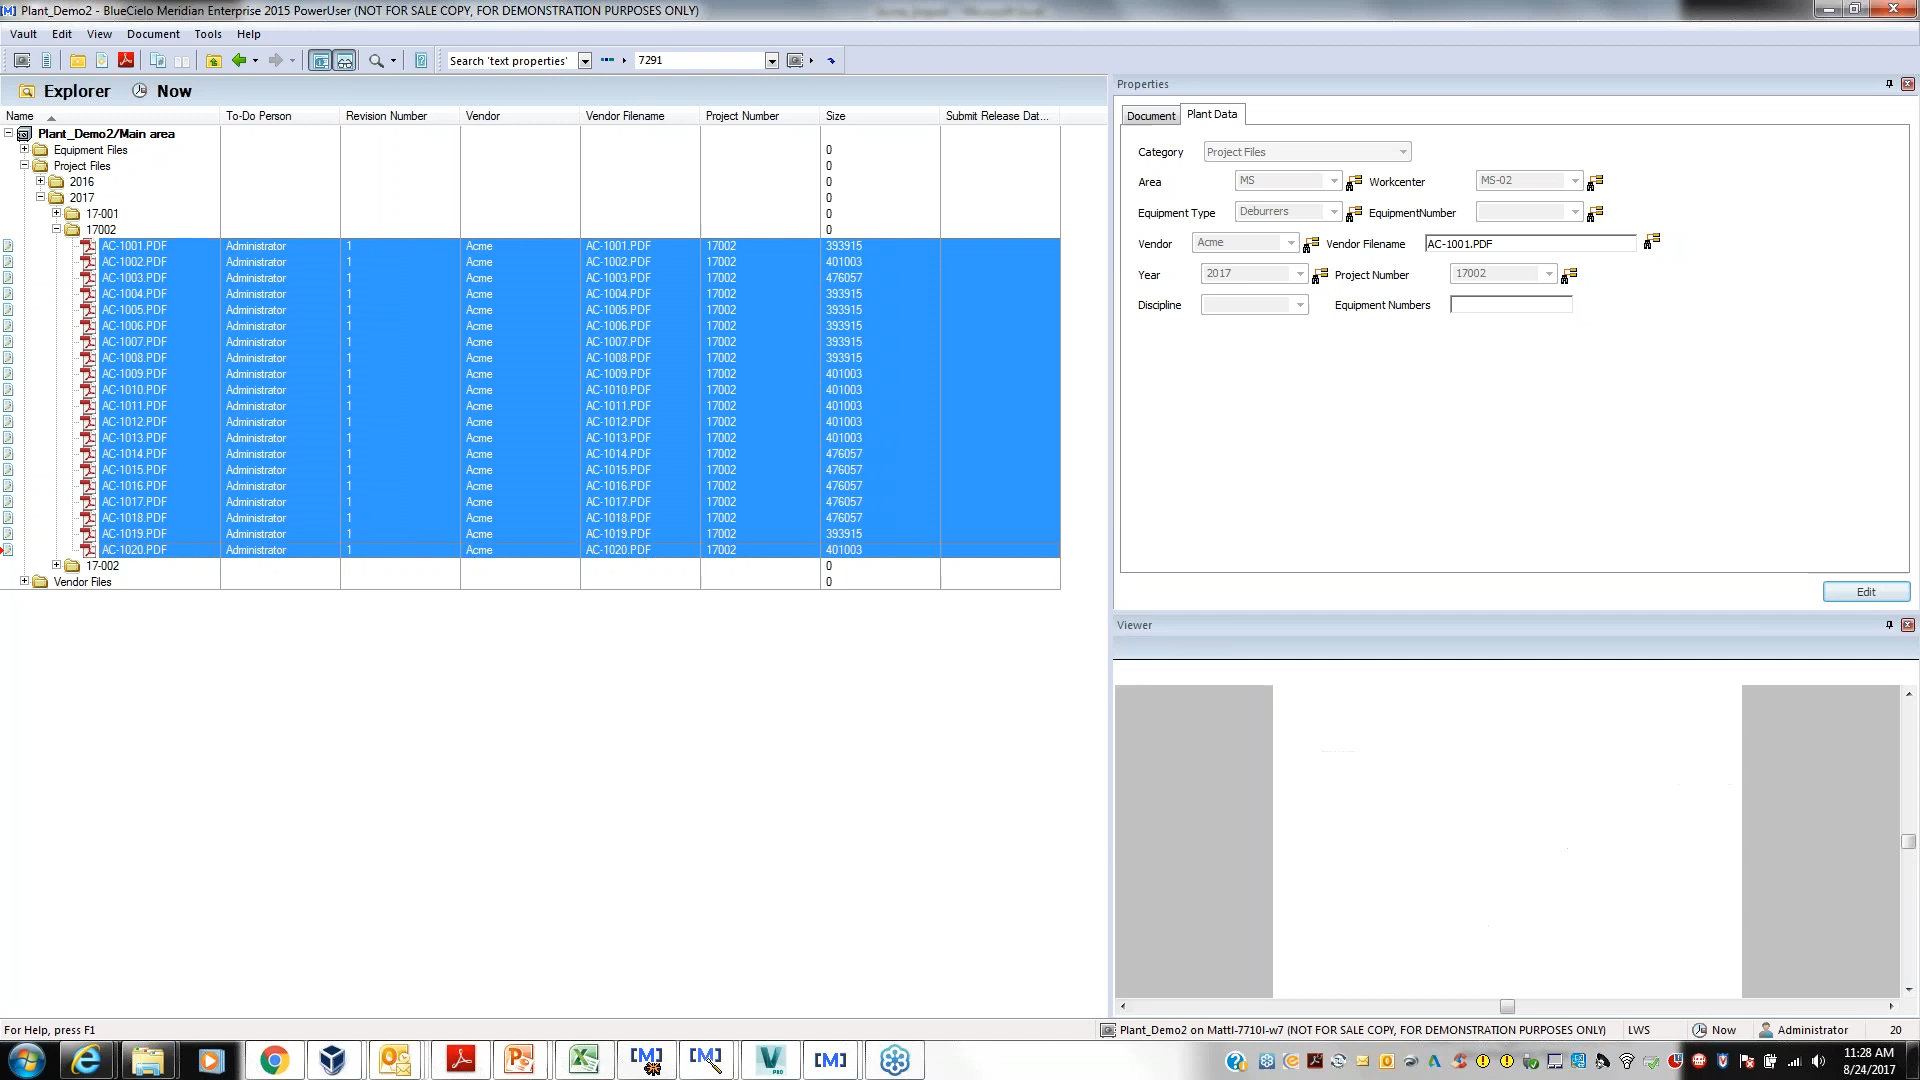 Plant_Demo2 - BlueCielo Meridian Enterprise 2015 PowerUser (NOT FOR SALE COPY, FOR DEMONSTRATION PURPOSES ONLY)
Vault Edit View Document Tools Help
Search 'text properties' 7291
Explorer Now
Name To-Do Person Revision Number Vendor Vendor Filename Project Number Size Submit Release Dat...
Plant_Demo2/Main area
Equipment Files 0
Project Files 0
2016 0
2017 0
17-001 0
17002 0
AC-1001.PDF Administrator 1 Acme AC-1001.PDF 17002 393915
AC-1002.PDF Administrator 1 Acme AC-1002.PDF 17002 401003
AC-1003.PDF Administrator 1 Acme AC-1003.PDF 17002 476057
AC-1004.PDF Administrator 1 Acme AC-1004.PDF 17002 393915
AC-1005.PDF Administrator 1 Acme AC-1005.PDF 17002 393915
AC-1006.PDF Administrator 1 Acme AC-1006.PDF 17002 393915
AC-1007.PDF Administrator 1 Acme AC-1007.PDF 17002 393915
AC-1008.PDF Administrator 1 Acme AC-1008.PDF 17002 393915
AC-1009.PDF Administrator 1 Acme AC-1009.PDF 17002 401003
AC-1010.PDF Administrator 1 Acme AC-1010.PDF 17002 401003
AC-1011.PDF Administrator 1 Acme AC-1011.PDF 17002 401003
AC-1012.PDF Administrator 1 Acme AC-1012.PDF 17002 401003
AC-1013.PDF Administrator 1 Acme AC-1013.PDF 17002 401003
AC-1014.PDF Administrator 1 Acme AC-1014.PDF 17002 476057
AC-1015.PDF Administrator 1 Acme AC-1015.PDF 17002 476057
AC-1016.PDF Administrator 1 Acme AC-1016.PDF 17002 476057
AC-1017.PDF Administrator 1 Acme AC-1017.PDF 17002 476057
AC-1018.PDF Administrator 1 Acme AC-1018.PDF 17002 476057
AC-1019.PDF Administrator 1 Acme AC-1019.PDF 17002 393915
AC-1020.PDF Administrator 1 Acme AC-1020.PDF 17002 401003
17-002 0
Vendor Files 0
Properties
Document Plant Data
Category Project Files
Area MS Workcenter MS-02
Equipment Type Deburrers EquipmentNumber
Vendor Acme Vendor Filename AC-1001.PDF
Year 2017 Project Number 17002
Discipline Equipment Numbers
Edit
Viewer
For Help, press F1 Plant_Demo2 on MattI-7710l-w7 (NOT FOR SALE COPY, FOR DEMONSTRATION PURPOSES ONLY) LWS Now Administrator 20
11:28 AM
8/24/2017